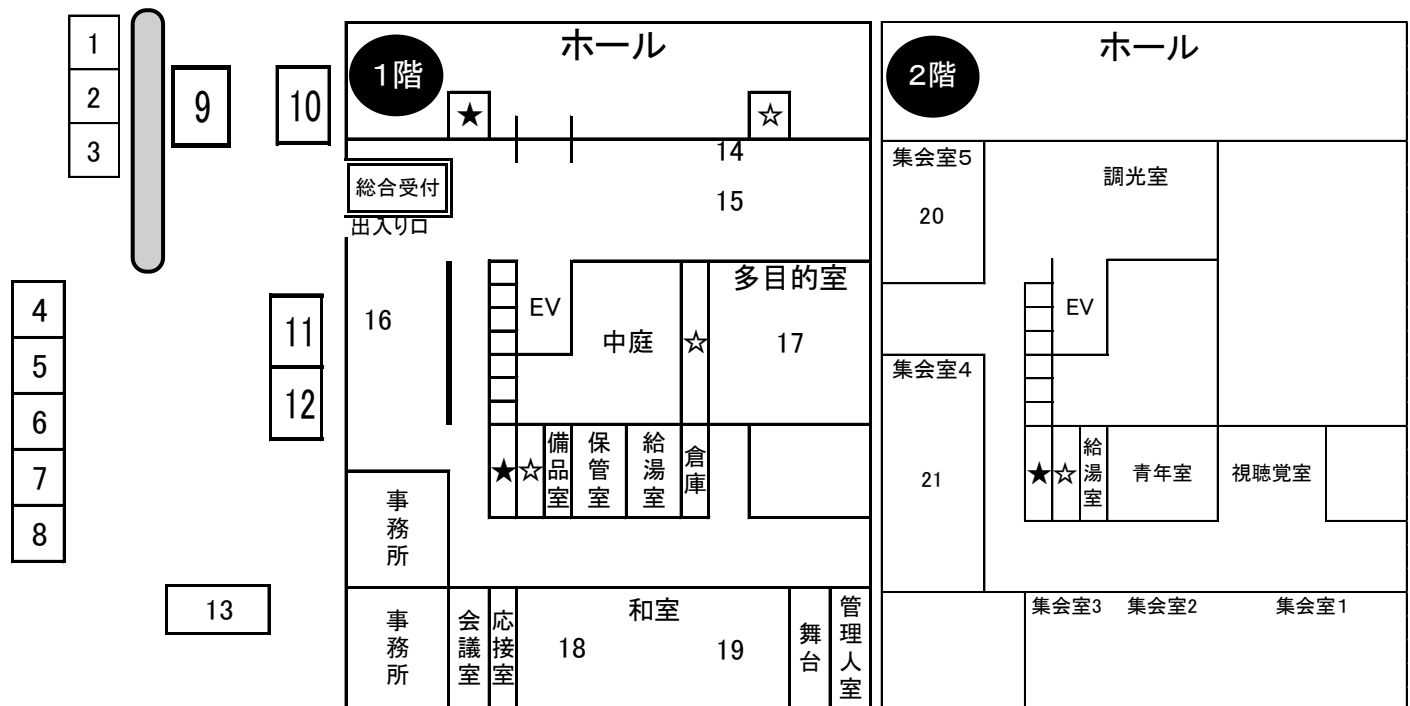 1
2
3
4
5
6
7
8
9
10
11
12
13
1階
ホール
★
☆
14
15
総合受付
出入り口
16
EV
中庭
☆
多目的室
17
★
☆
備品室
保管室
給湯室
倉庫
事務所
事務所
会議室
応接室
和室
18
19
舞台
管理人室
2階
ホール
集会室5
20
調光室
EV
集会室4
21
★
☆
給湯室
青年室
視聴覚室
集会室3
集会室2
集会室1